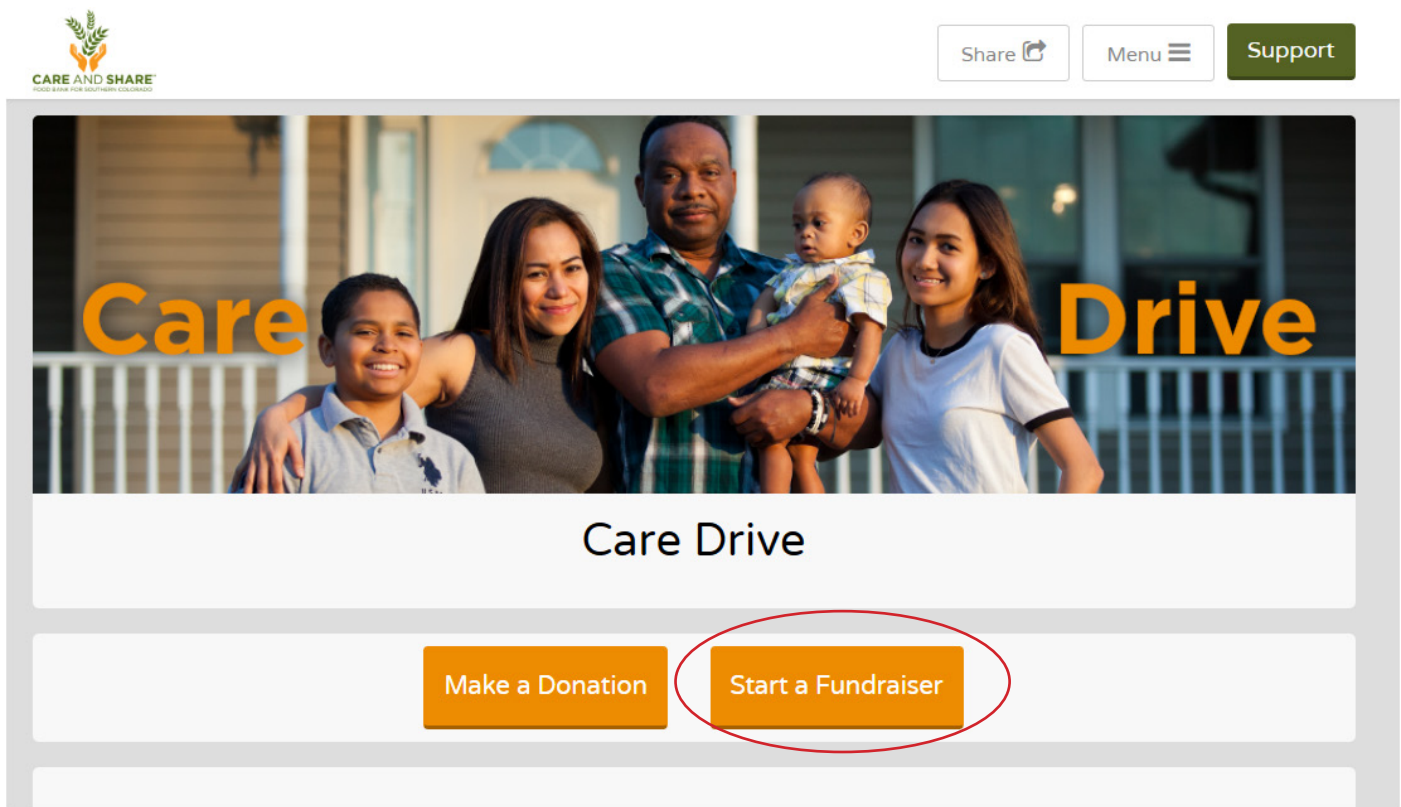 CARE AND SHARE
FOOD BANK FOR SOUTHERN COLORADO
Share
Menu
Support
Care Drive
Care Drive
Make a Donation
Start a Fundraiser